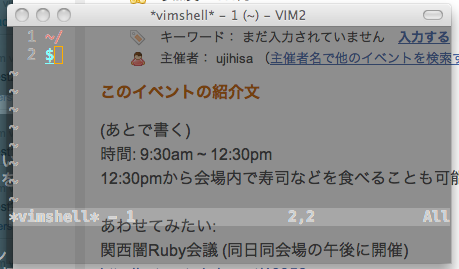 *vimshell* - 1 (~) - VIM2
1 ~/
2 $
キーワード： まだ入力されていません 入力する
主催者： ujihisa （主催者名で他のイベントを検索す
このイベントの紹介文
(あとで書く)
時間: 9:30am ~ 12:30pm
12:30pmから会場内で寿司などを食べることも可能
~
~
~
~
~
~
~
*vimshell* - 1 2,2 All
あわせてみたい:
関西闇Ruby会議 (同日同会場の午後に開催)